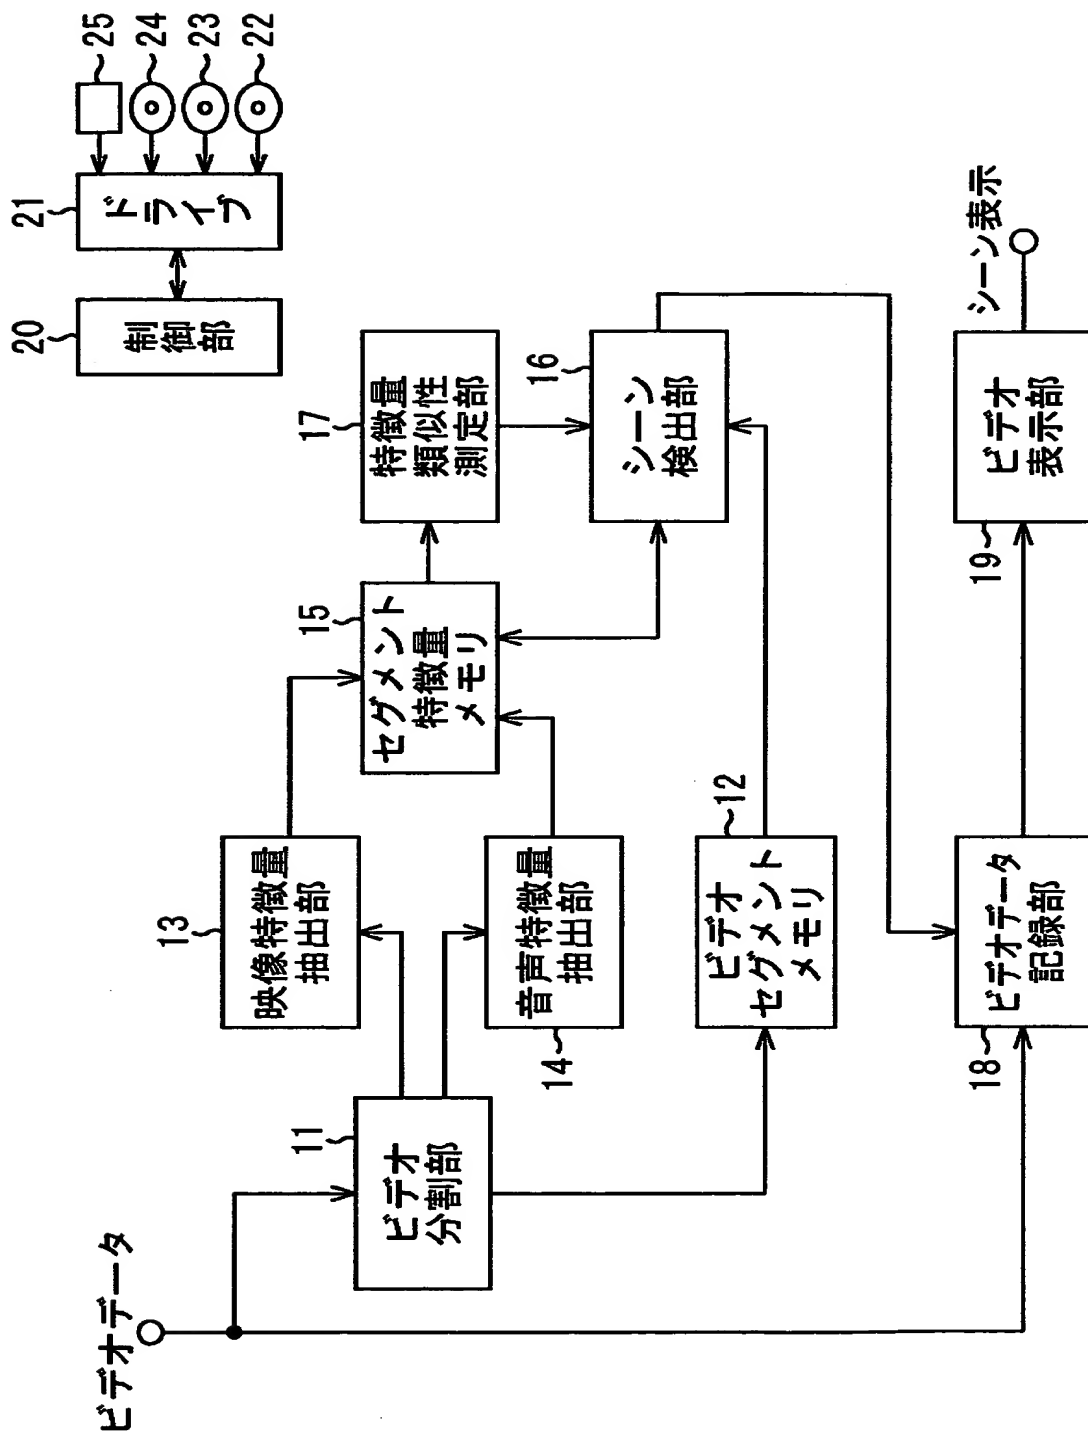 ビデオデータ
11
ビデオ
分割部
13
映像特徴量
抽出部
14
音声特徴量
抽出部
12
ビデオ
セグメント
メモリ
15
セグメント
特徴量
メモリ
17
特徴量
類似性
測定部
16
シーン
検出部
18
ビデオデータ
記録部
19
ビデオ
表示部
シーン表示
20
制御部
21
ドライブ
25
24
23
22